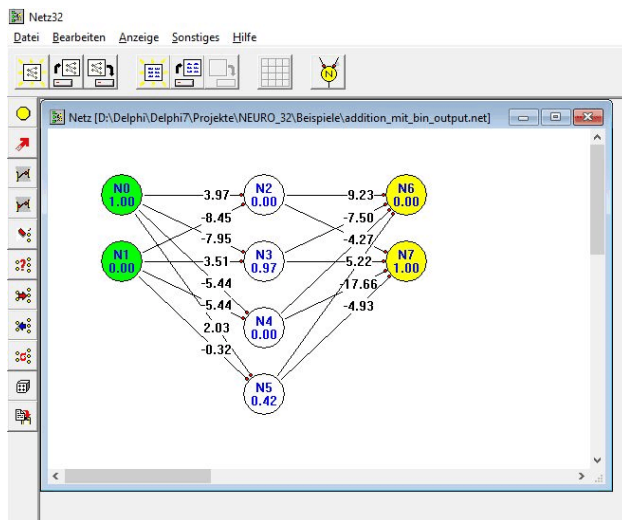 Netz32
Datei Bearbeiten Anzeige Sonstiges Hilfe
N
Netz [D:\Delphi\Delphi7\Projekte\NEURO_32\Beispiele\addition_mit_bin_output.net]
N0
1.00
N1
0.00
N2
0.00
N3
0.97
N4
0.00
N5
0.42
N6
0.00
N7
1.00
3.97
-8.45
-7.95
3.51
-5.44
-5.44
2.03
-0.32
-9.23
-7.50
-4.27
5.22
-17.66
-4.93